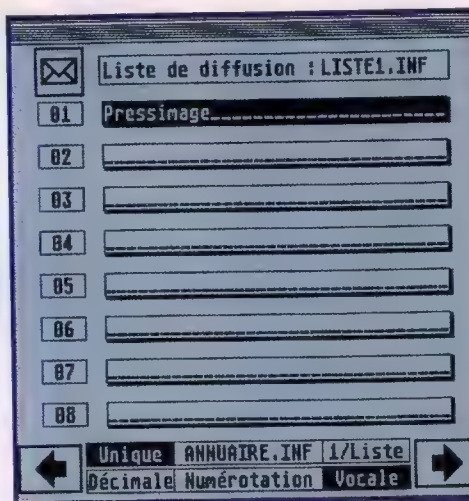 Liste de diffusion : LISTE1.INF
01 Pressimage
02
03
04
05
06
07
08
Unique ANNUAIRE.INF 1/Liste
Décimale Numérotation Vocale